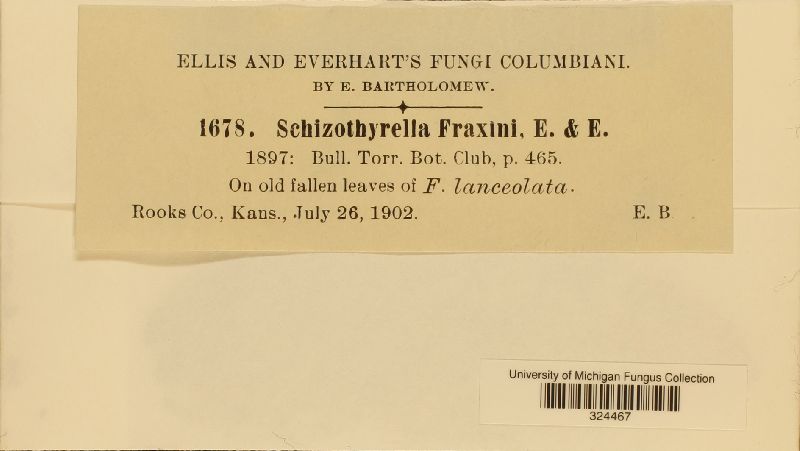 ELLIS AND EVERHART'S FUNGI COLUMBIANI.
BY E. BARTHOLOMEW.
1678. Schizothyrella Fraxini, E. & E.
1897: Bull. Torr. Bot. Club, p. 465.
On old fallen leaves of F. lanceolata.
Rooks Co., Kans., July 26, 1902. E. B.
University of Michigan Fungus Collection
324467